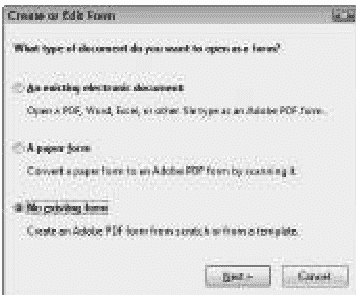 Create or Edit Form
What type of document do you want to open as a form?
An existing electronic document
Open a PDF, Word, Excel, or other file type as an Adobe PDF form.
A paper form
Convert a paper form to an Adobe PDF form by scanning it.
No existing form
Create an Adobe PDF form from scratch or from a template.
Next >
Cancel